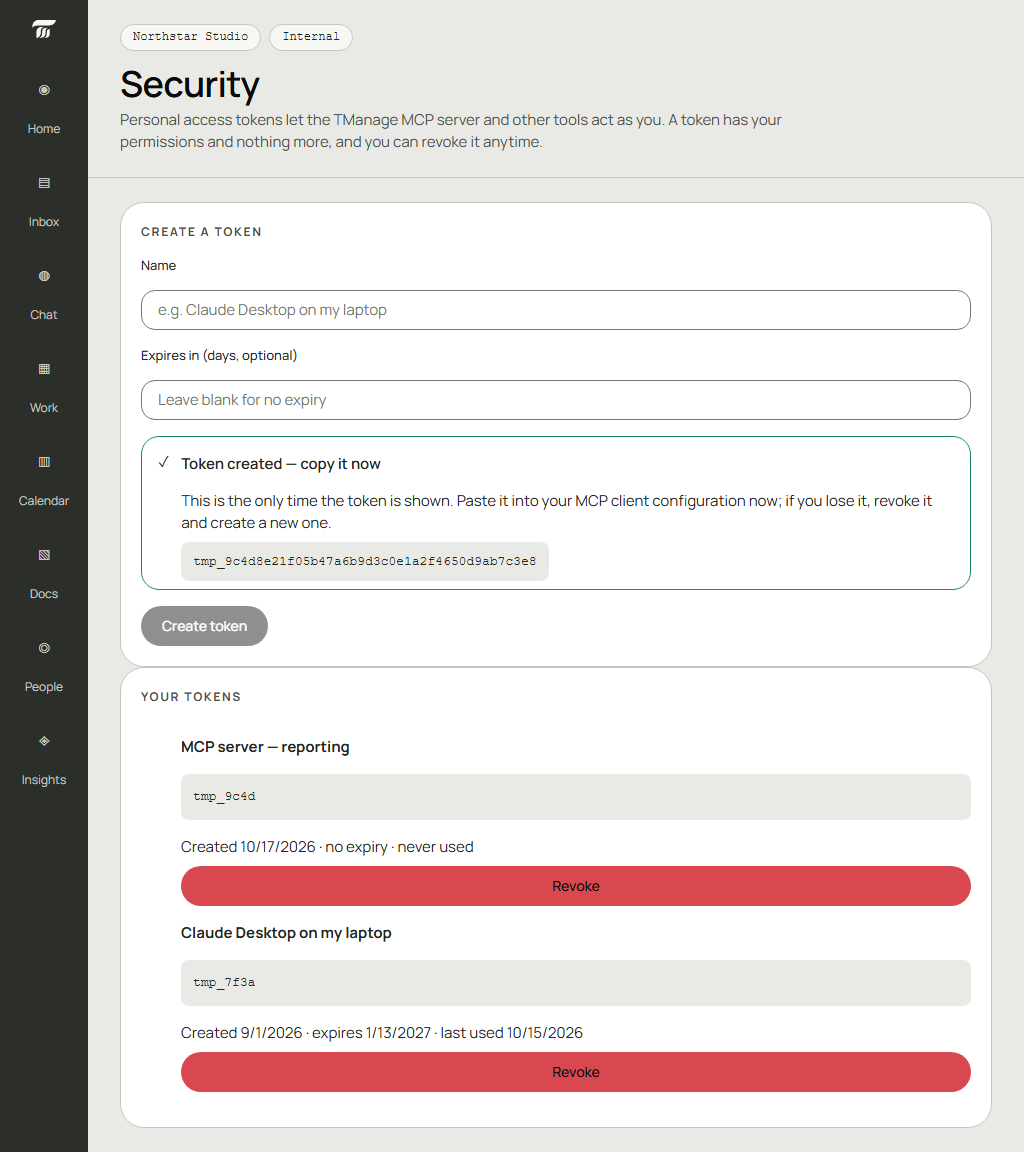 Northstar Studio
Internal
Security
Personal access tokens let the TManage MCP server and other tools act as you. A token has your
permissions and nothing more, and you can revoke it anytime.
Home
Inbox
Chat
Work
Calendar
Docs
People
Insights
CREATE A TOKEN
Name
e.g. Claude Desktop on my laptop
Expires in (days, optional)
Leave blank for no expiry
✓ Token created — copy it now
This is the only time the token is shown. Paste it into your MCP client configuration now; if you lose it, revoke it
and create a new one.
tmp_9c4d8e21f05b47a6b9d3c0e1a2f4650d9ab7c3e8
Create token
YOUR TOKENS
MCP server — reporting
tmp_9c4d
Created 10/17/2026 · no expiry · never used
Revoke
Claude Desktop on my laptop
tmp_7f3a
Created 9/1/2026 · expires 1/13/2027 · last used 10/15/2026
Revoke